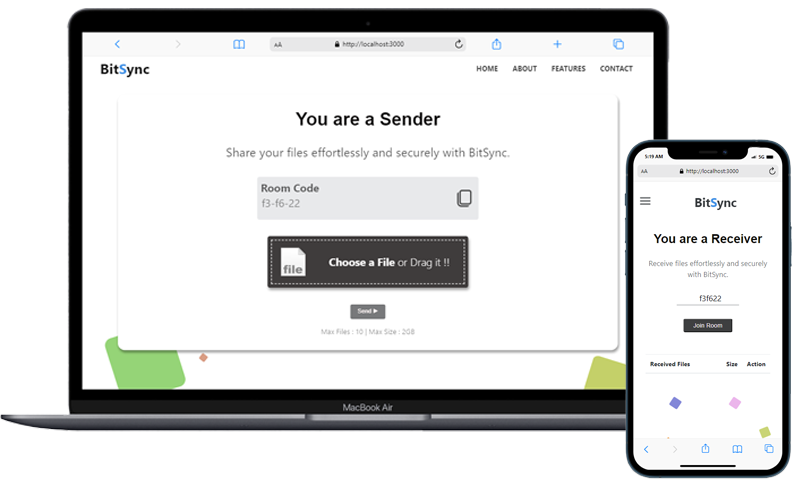 AA http://localhost:3000
BitSync
HOME ABOUT FEATURES CONTACT
You are a Sender
Share your files effortlessly and securely with BitSync.
Room Code
f3-f6-22
file
Choose a File or Drag it !!
Send
Max Files : 10 | Max Size : 2GB
MacBook Air
5:19 AM 5G
AA http://localhost:3000
BitSync
You are a Receiver
Receive files effortlessly and securely
with BitSync.
f3f622
Join Room
Received Files Size Action